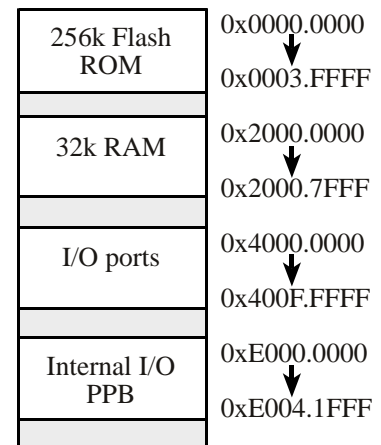 256k Flash
ROM
0x0000.0000
0x0003.FFFF
32k RAM
0x2000.0000
0x2000.7FFF
I/O ports
0x4000.0000
0x400F.FFFF
Internal I/O
PPB
0xE000.0000
0xE004.1FFF